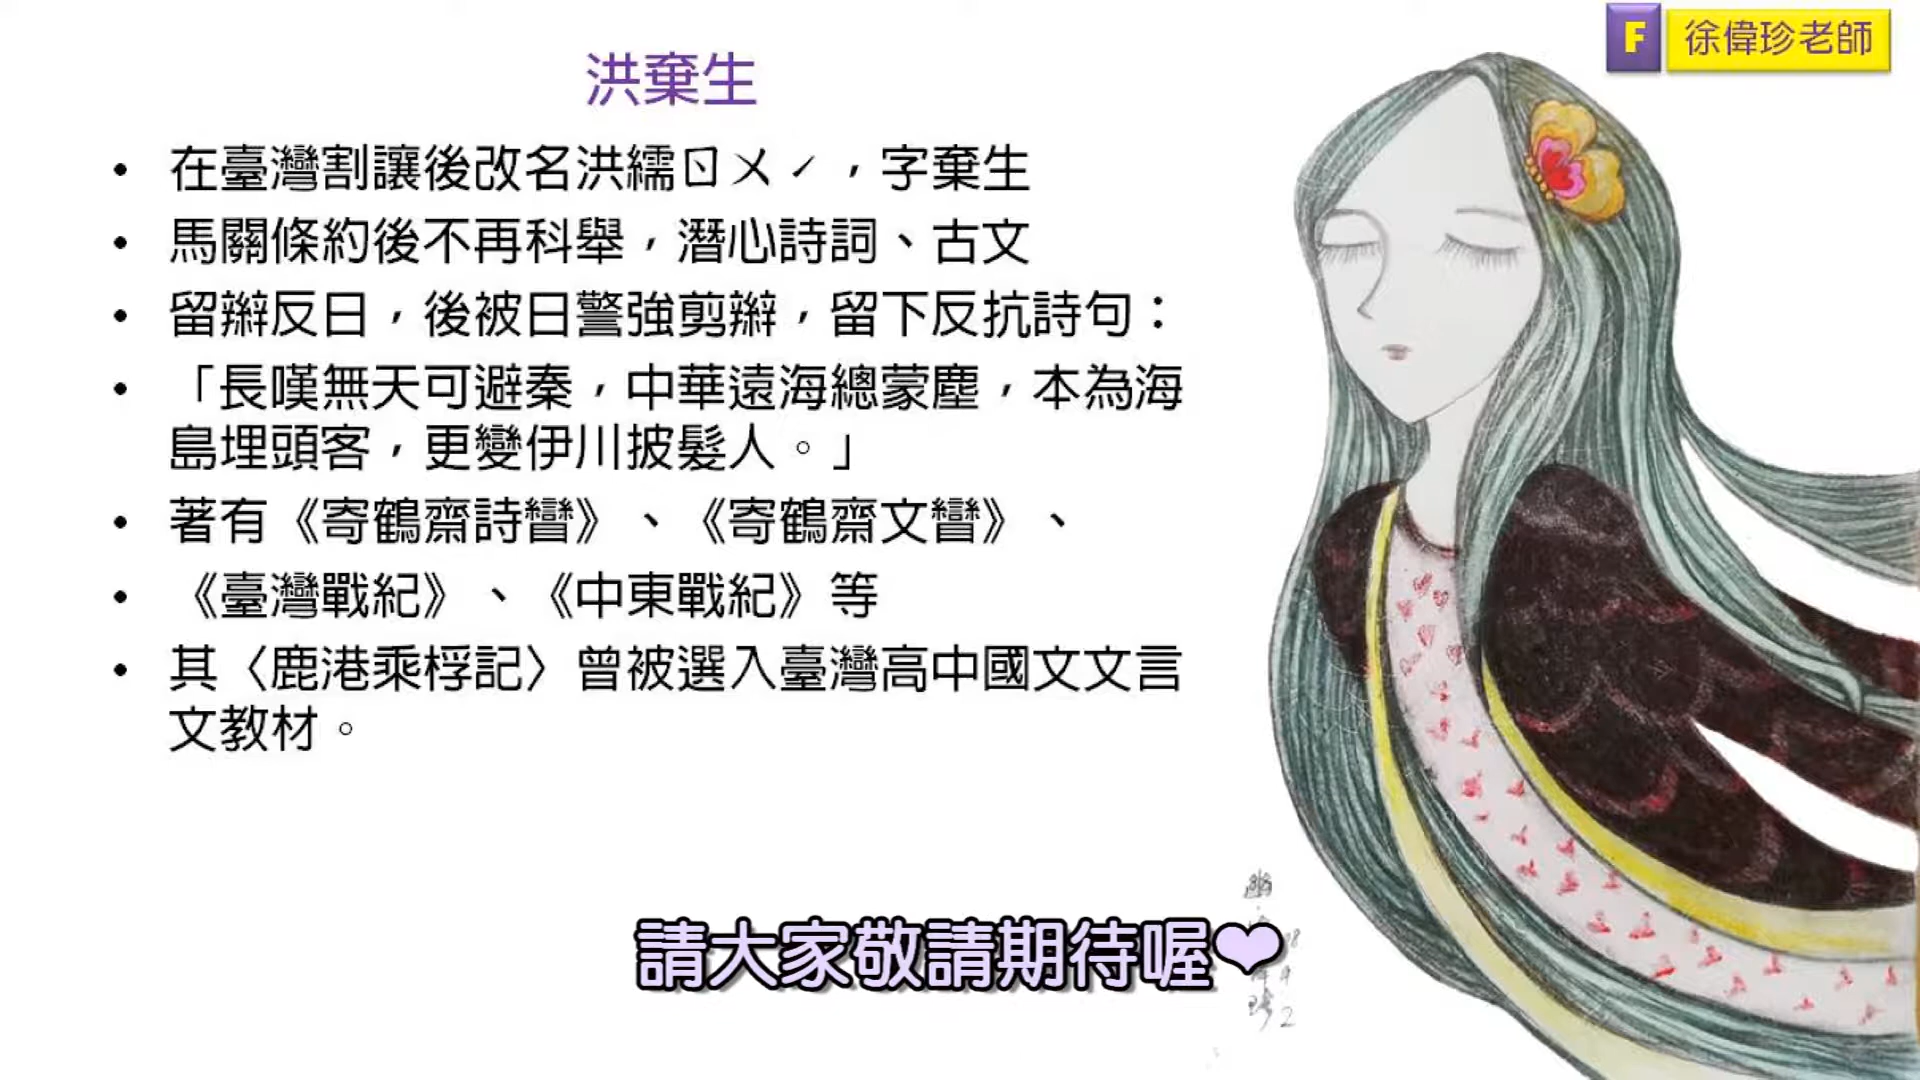 F 徐偉珍老師
洪棄生
• 在臺灣割讓後改名洪繻ㄖㄨˊ,字棄生
• 馬關條約後不再科舉,潛心詩詞、古文
• 留辮反日,後被日警強剪辮,留下反抗詩句:
• 「長嘆無天可避秦,中華遠海總蒙塵,本為海
島埋頭客,更變伊川披髮人。」
• 著有《寄鶴齋詩矕》、《寄鶴齋文矕》、
• 《臺灣戰紀》、《中東戰紀》等
• 其〈鹿港乘桴記〉曾被選入臺灣高中國文文言
文教材。
請大家敬請期待喔❤